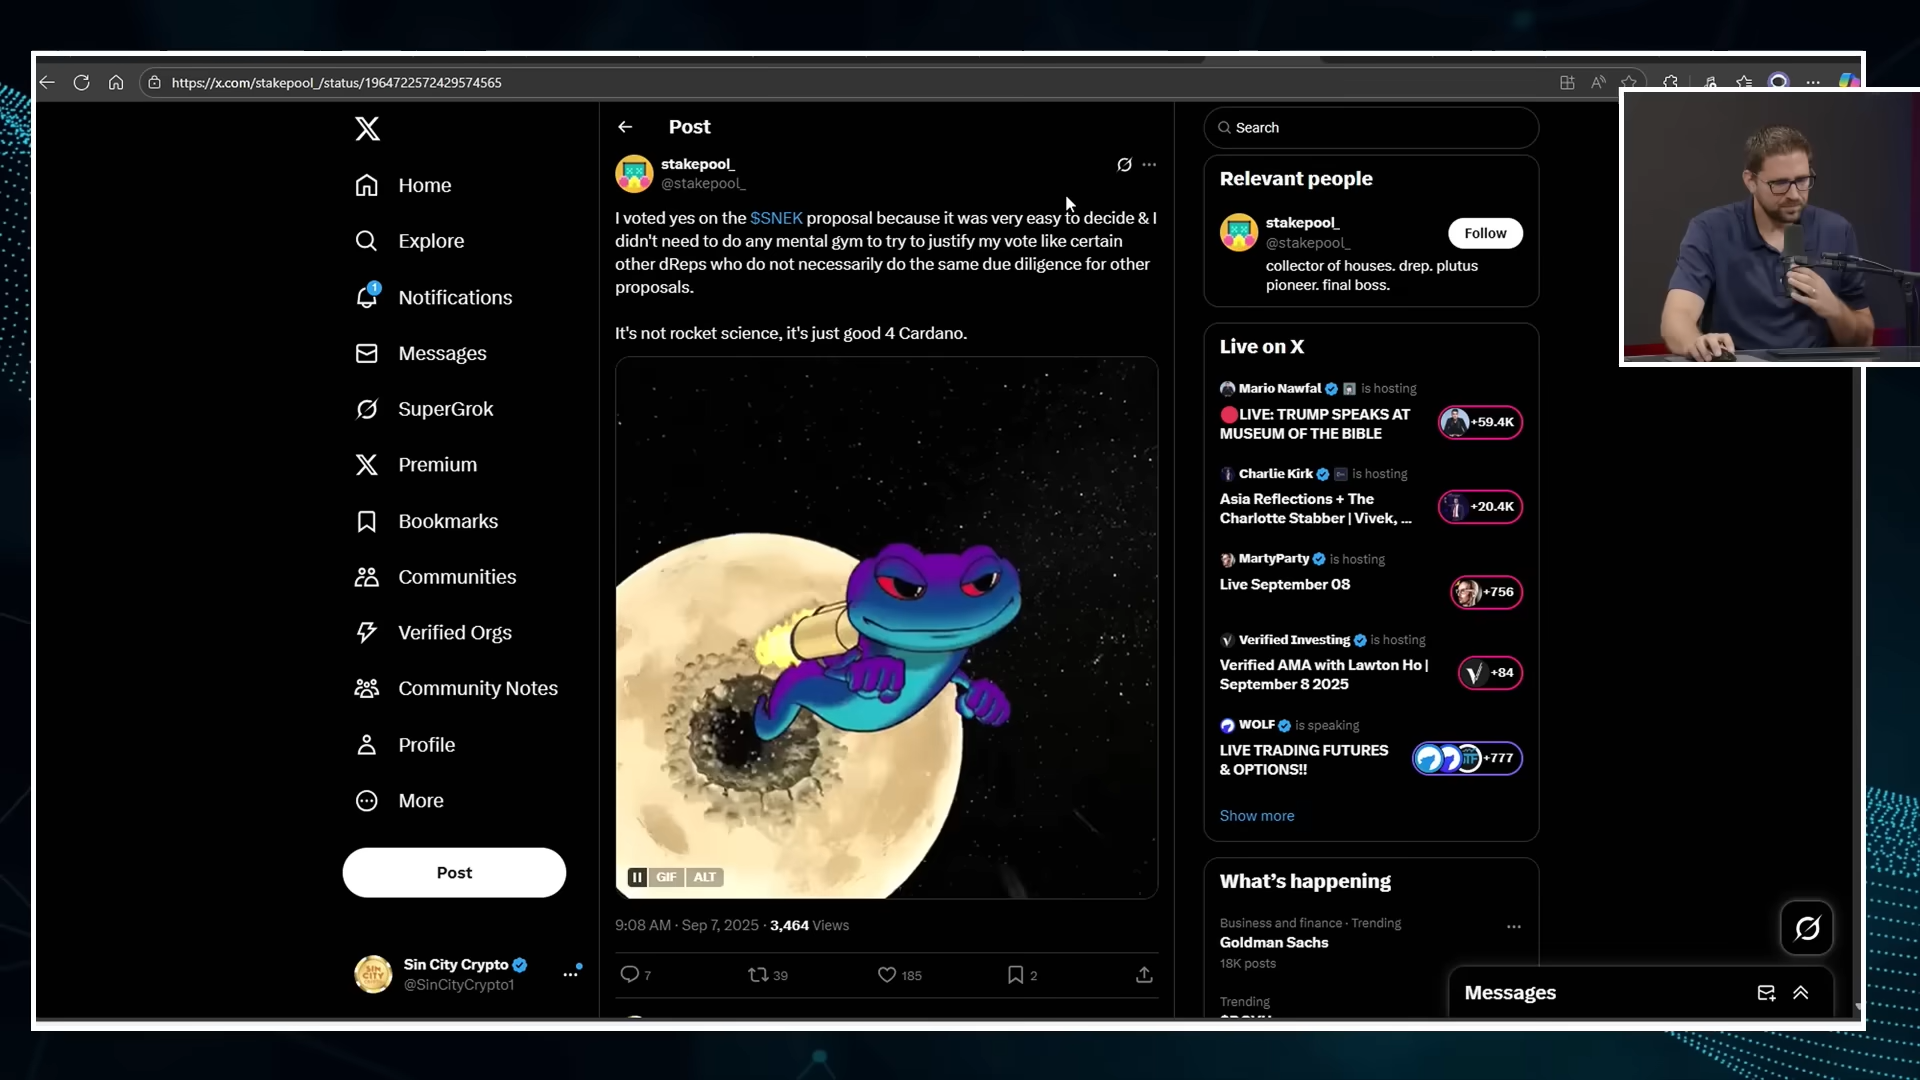 https://x.com/stakepool_/status/1964722572429574565
Home
Explore
1
Notifications
Messages
SuperGrok
Premium
Bookmarks
Communities
Verified Orgs
Community Notes
Profile
More
Post
Sin City Crypto
@SinCityCrypto1
SIN CITY
Post
stakepool_
@stakepool_
I voted yes on the $SNEK proposal because it was very easy to decide & I
didn't need to do any mental gym to try to justify my vote like certain
other dReps who do not necessarily do the same due diligence for other
proposals.
It's not rocket science, it's just good 4 Cardano.
GIF ALT
9:08 AM · Sep 7, 2025 · 3,464 Views
7 39 185 2
Search
Relevant people
stakepool_
@stakepool_
Follow
collector of houses. drep. plutus
pioneer. final boss.
Live on X
Mario Nawfal is hosting
LIVE: TRUMP SPEAKS AT
MUSEUM OF THE BIBLE
+59.4K
Charlie Kirk is hosting
Asia Reflections + The
Charlotte Stabber | Vivek, ...
+20.4K
MartyParty is hosting
Live September 08
+756
Verified Investing is hosting
Verified AMA with Lawton Ho |
September 8 2025
+84
WOLF is speaking
LIVE TRADING FUTURES
& OPTIONS!!
+777
Show more
What's happening
Business and finance · Trending
Goldman Sachs
18K posts
Trending
Messages